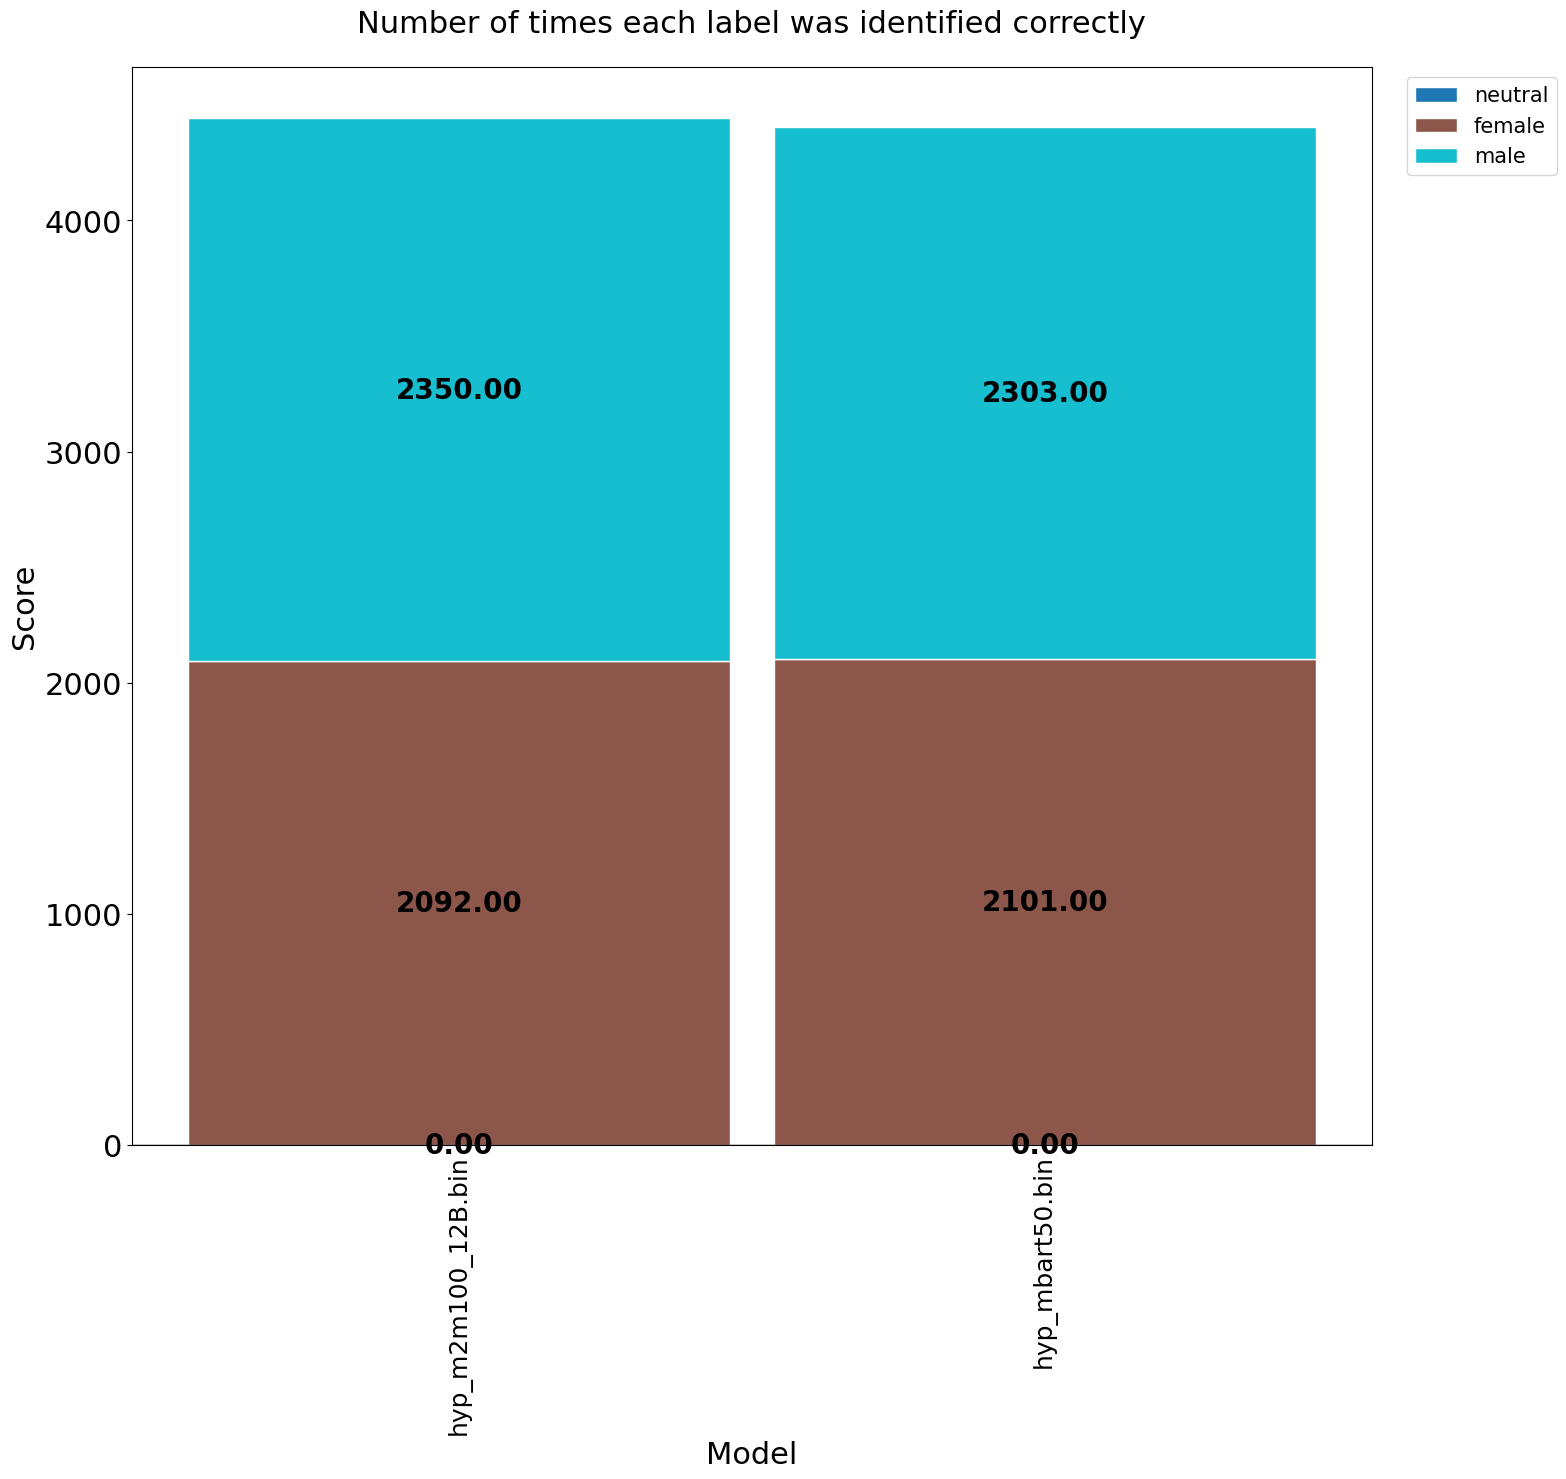 Number of times each label was identified correctly
neutral
female
male
Score
4000
3000
2000
1000
0
2350.00
2303.00
2092.00
2101.00
0.00
0.00
hyp_m2m100_12B.bin
hyp_mbart50.bin
Model